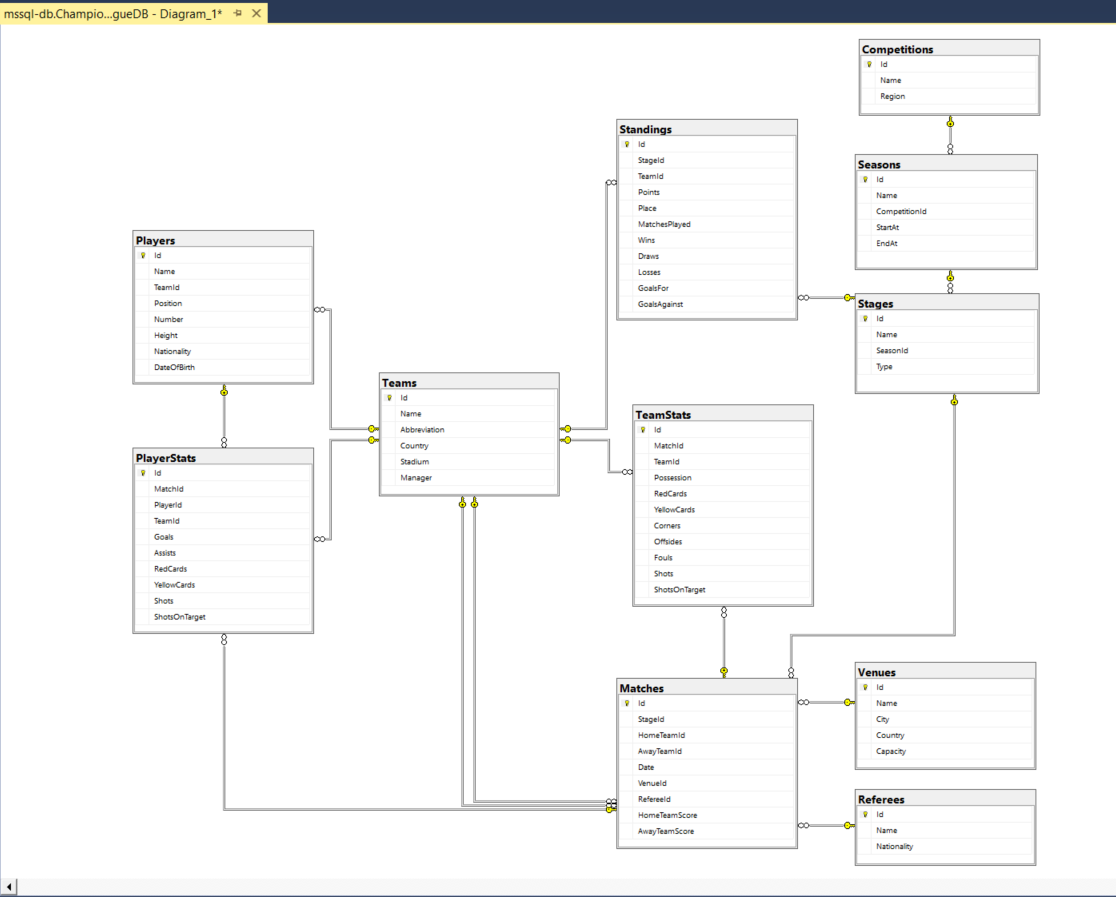 mssql-db.Champio...gueDB - Diagram_1*
Competitions
Id
Name
Region
Standings
Id
StageId
TeamId
Points
Place
MatchesPlayed
Wins
Draws
Losses
GoalsFor
GoalsAgainst
Seasons
Id
Name
CompetitionId
StartAt
EndAt
Players
Id
Name
TeamId
Position
Number
Height
Nationality
DateOfBirth
Stages
Id
Name
SeasonId
Type
Teams
Id
Name
Abbreviation
Country
Stadium
Manager
TeamStats
Id
MatchId
TeamId
Possession
RedCards
YellowCards
Corners
Offsides
Fouls
Shots
ShotsOnTarget
PlayerStats
Id
MatchId
PlayerId
TeamId
Goals
Assists
RedCards
YellowCards
Shots
ShotsOnTarget
Matches
Id
StageId
HomeTeamId
AwayTeamId
Date
VenueId
RefereeId
HomeTeamScore
AwayTeamScore
Venues
Id
Name
City
Country
Capacity
Referees
Id
Name
Nationality